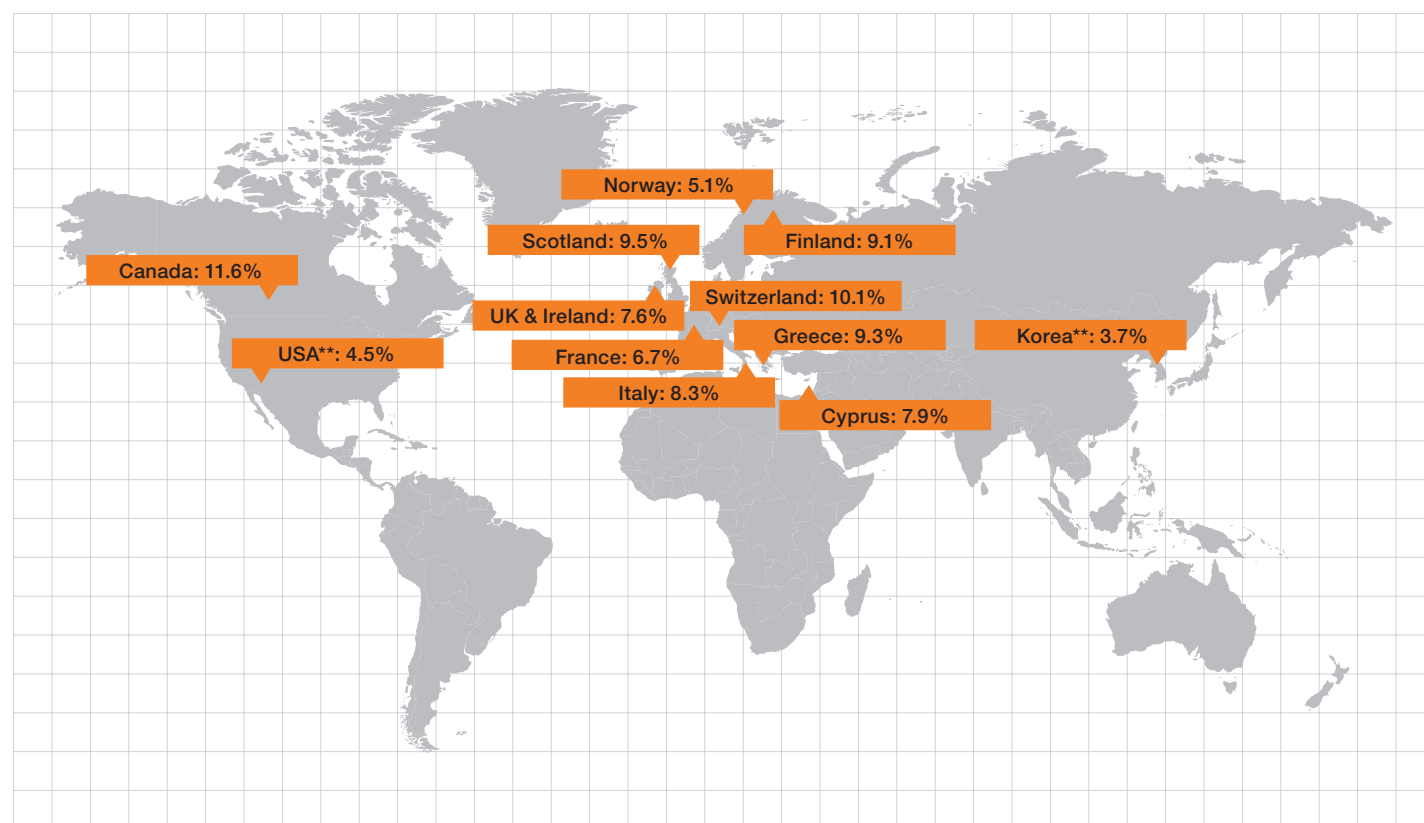 Norway: 5.1%
Scotland: 9.5%
Finland: 9.1%
Canada: 11.6%
Switzerland: 10.1%
UK & Ireland: 7.6%
Greece: 9.3%
Korea**: 3.7%
USA**: 4.5%
France: 6.7%
Italy: 8.3%
Cyprus: 7.9%